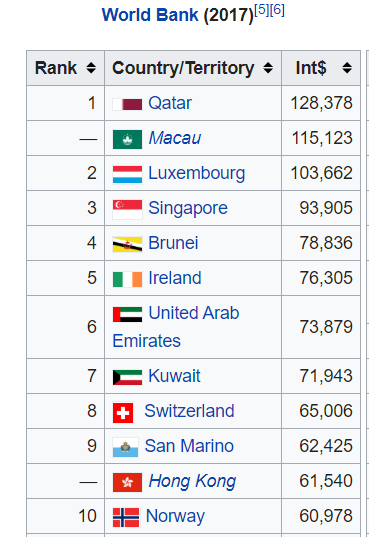 World Bank (2017)[5][6]
Rank Country/Territory Int$
1 Qatar 128,378
— Macau 115,123
2 Luxembourg 103,662
3 Singapore 93,905
4 Brunei 78,836
5 Ireland 76,305
6 United Arab
Emirates 73,879
7 Kuwait 71,943
8 Switzerland 65,006
9 San Marino 62,425
— Hong Kong 61,540
10 Norway 60,978